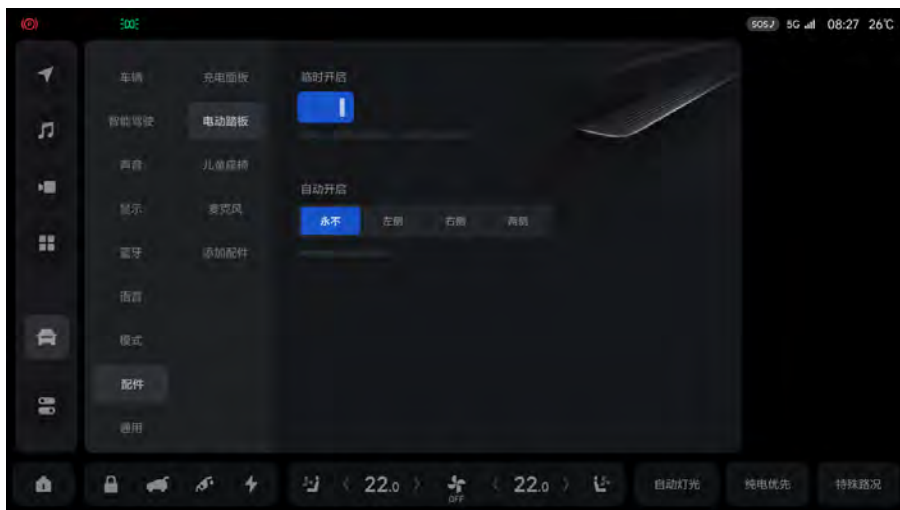 SOS 5G 08:27 26℃
车辆 充电面板 临时开启
智能驾驶 电动踏板
声音 儿童座椅
自动开启
显示 麦克风
永不 左侧 右侧 两侧
蓝牙 添加配件
语言
模式
配件
通用
22.0 22.0 自动灯光 纯电优先 特殊路况
OFF